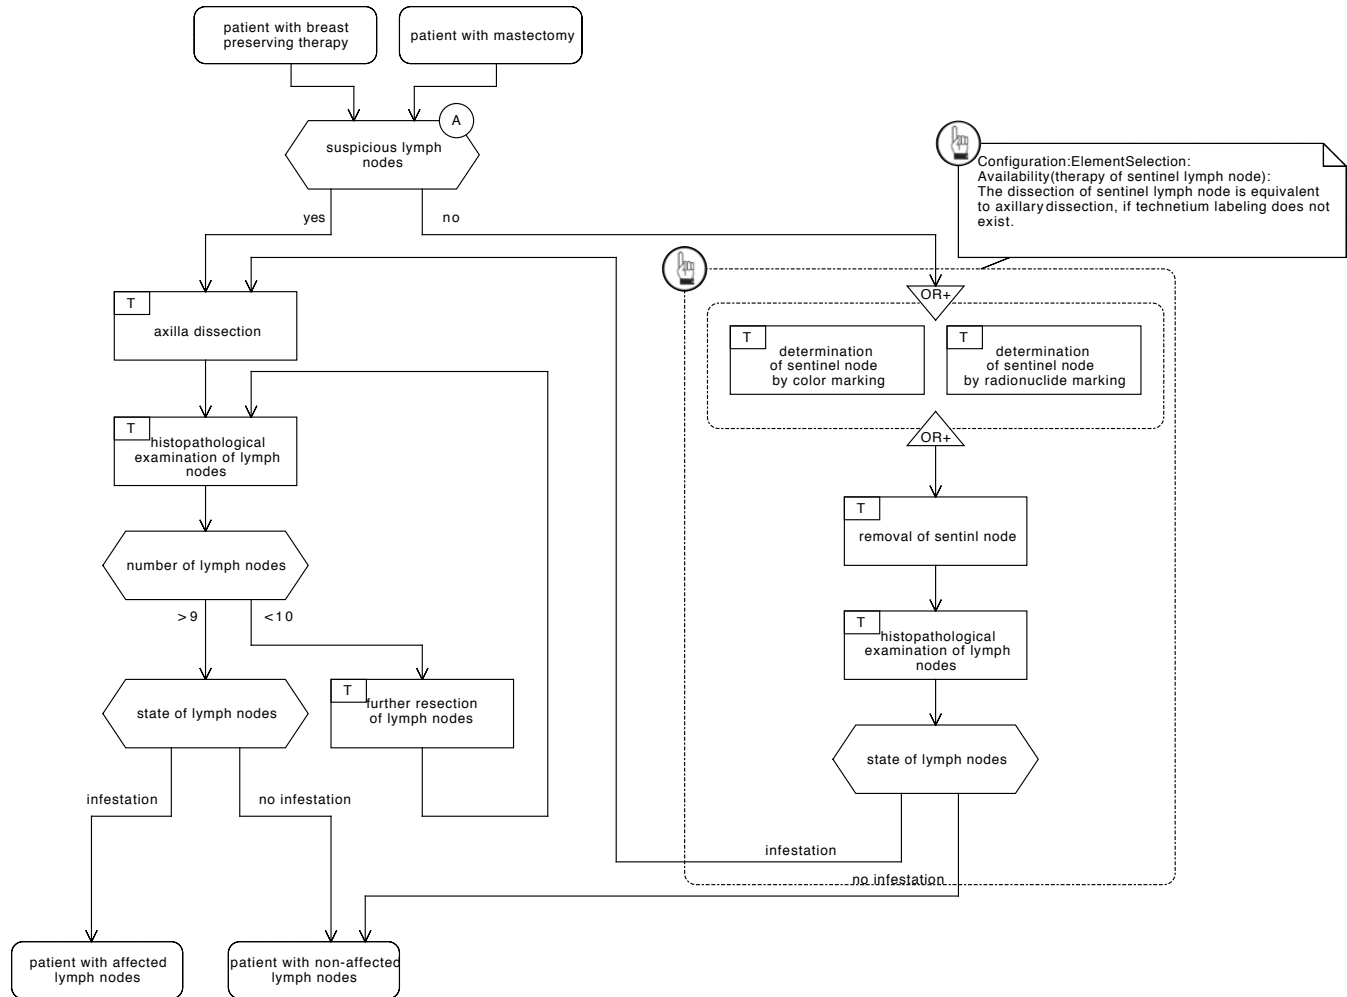 patient with breast
preserving therapy
patient with mastectomy
A
suspicious lymph
nodes
yes
no
Configuration:ElementSelection:
Availability(therapy of sentinel lymph node):
The dissection of sentinel lymph node is equivalent
to axillary dissection, if technetium labeling does not
exist.
OR+
T
axilla dissection
T
determination
of sentinel node
by color marking
T
determination
of sentinel node
by radionuclide marking
OR+
T
histopathological
examination of lymph
nodes
T
removal of sentinl node
number of lymph nodes
>9
<10
T
histopathological
examination of lymph
nodes
state of lymph nodes
T
further resection
of lymph nodes
state of lymph nodes
infestation
no infestation
infestation
no infestation
patient with affected
lymph nodes
patient with non-affected
lymph nodes